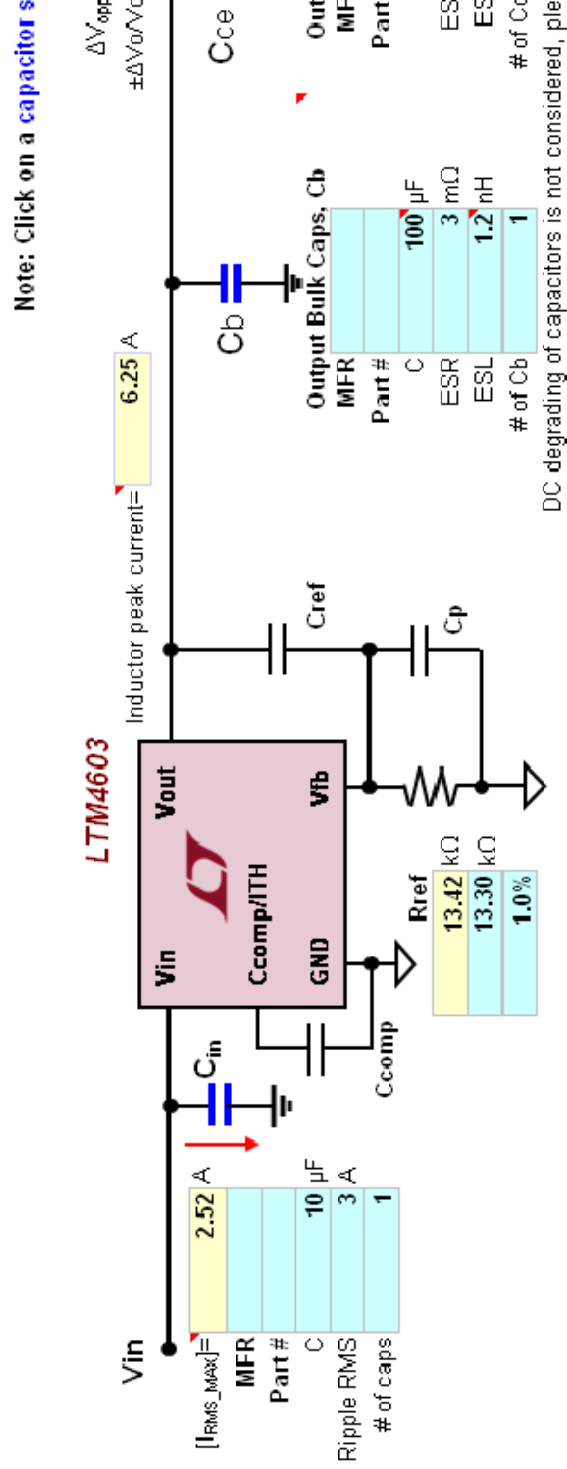 Note: Click on a capacitor s
ΔVopp
±ΔVo/Vo
Inductor peak current= 6.25 A
LTM4603
Vin
Vin
Vout
Ccomp/ITH
GND
Vfb
Cin
Ccomp
Cref
Cp
Cb
Cce
[IRMS_MAX]= 2.52 A
MFR
Part #
C 10 µF
Ripple RMS 3 A
# of caps 1
Rref
13.42 kΩ
13.30 kΩ
1.0%
Output Bulk Caps, Cb
MFR
Part #
C 100 µF
ESR 3 mΩ
ESL 1.2 nH
# of Cb 1
Out
MF
Part
ES
ES
# of Co
DC degrading of capacitors is not considered, ple